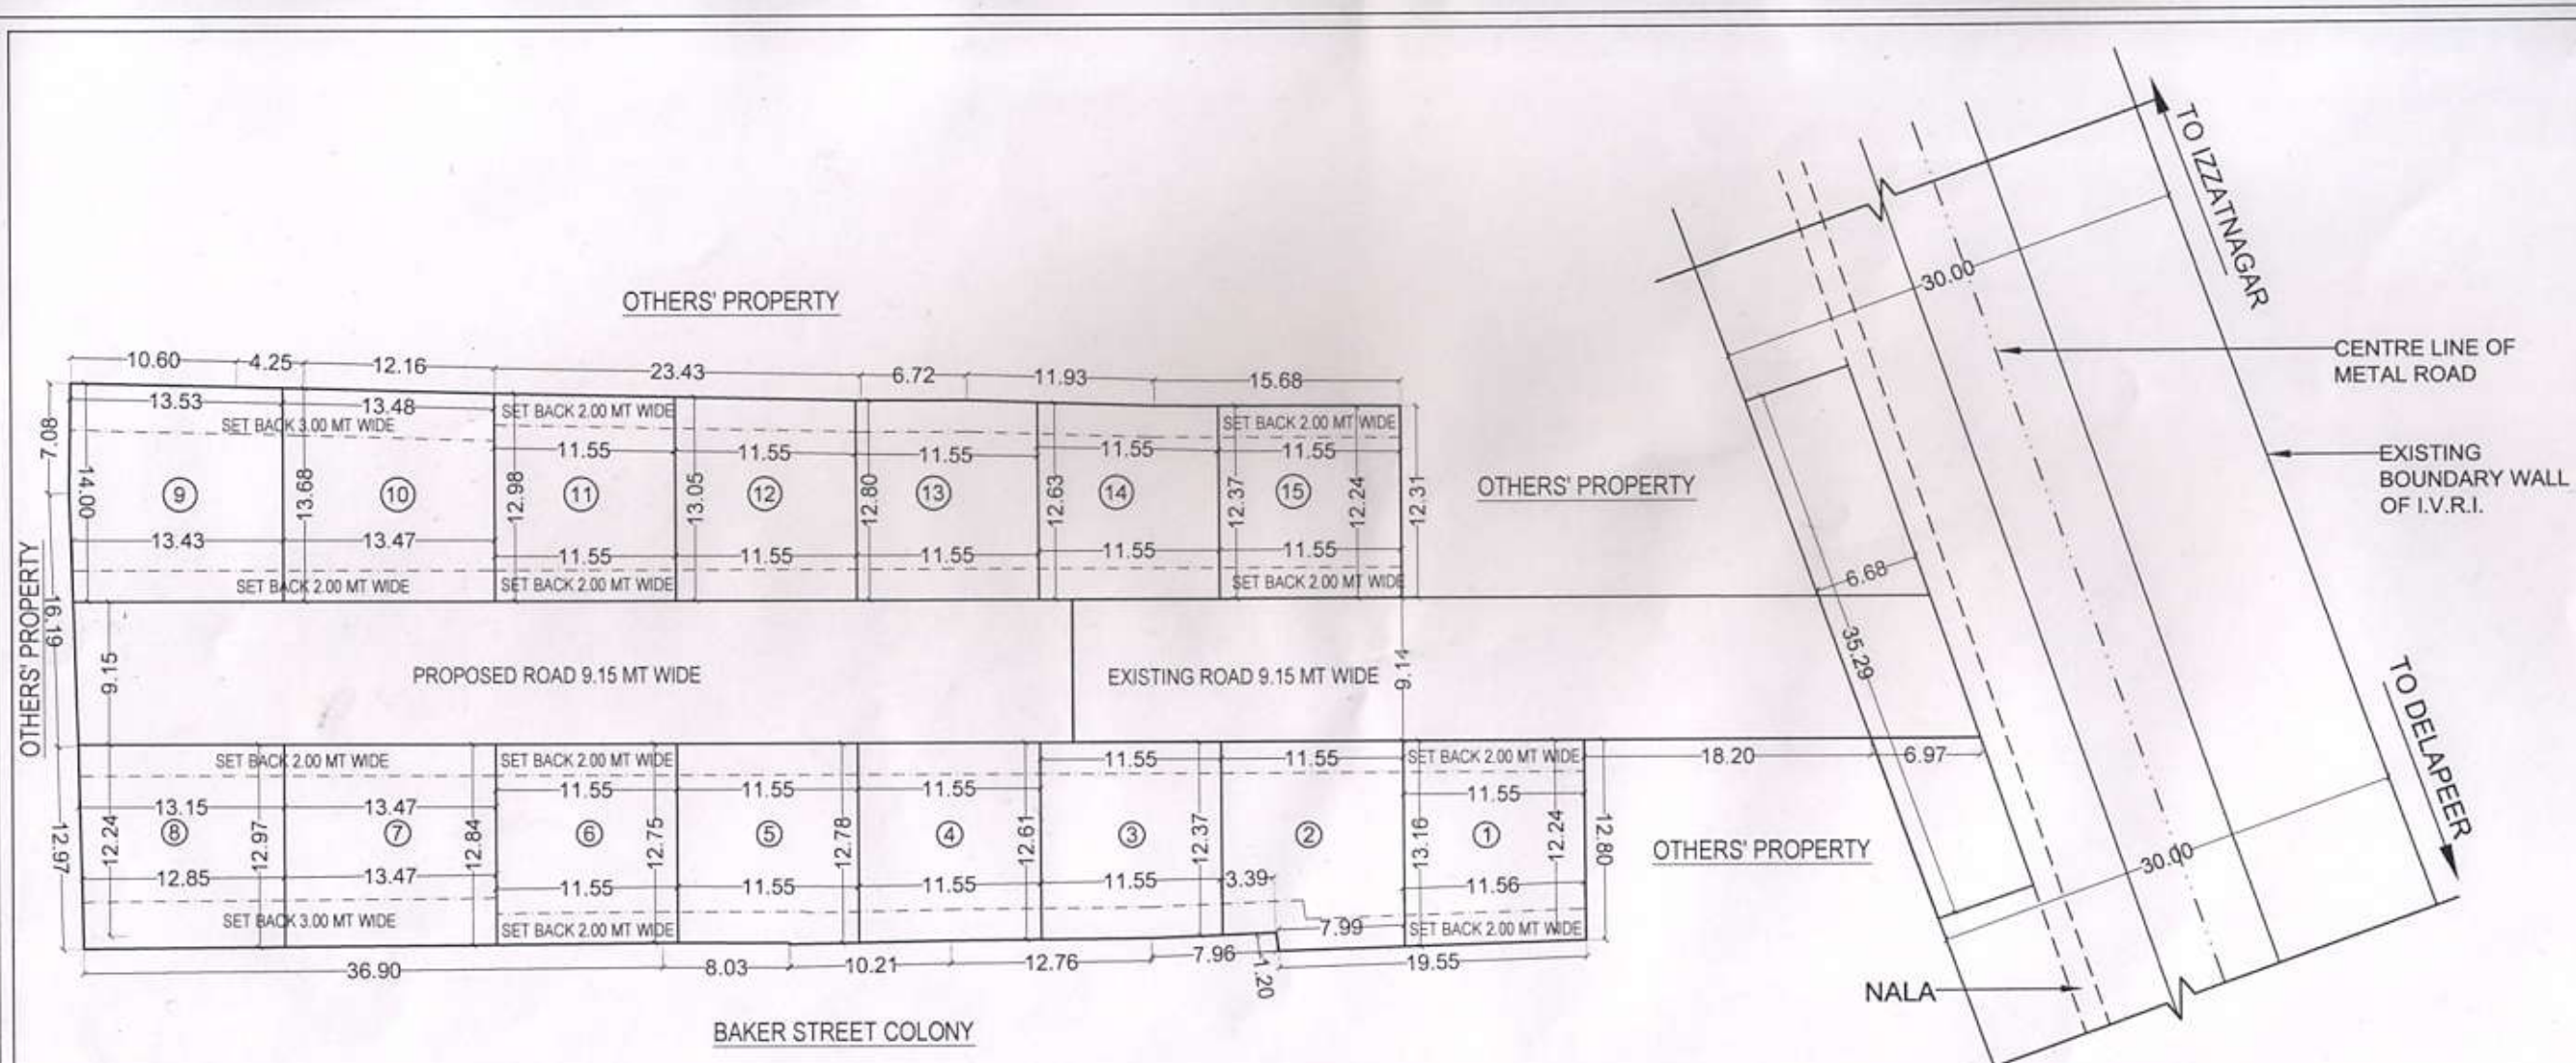 TO IZZATNAGAR
30.00
OTHERS' PROPERTY
CENTRE LINE OF
METAL ROAD
10.60 4.25 12.16 23.43 6.72 11.93 15.68
13.53 13.48
SET BACK 3.00 MT WIDE
SET BACK 2.00 MT WIDE
SET BACK 2.00 MT WIDE
11.55 11.55 11.55 11.55 11.55
7.08
14.00 9 13.68 10 12.98 11 13.05 12 12.80 13 12.63 14 12.37 15 12.24 12.31
OTHERS' PROPERTY
EXISTING
BOUNDARY WALL
OF I.V.R.I.
13.43 13.47 11.55 11.55 11.55 11.55 11.55
SET BACK 2.00 MT WIDE
SET BACK 2.00 MT WIDE
SET BACK 2.00 MT WIDE
6.68
OTHERS' PROPERTY
16.19
9.15
PROPOSED ROAD 9.15 MT WIDE
EXISTING ROAD 9.15 MT WIDE
9.14
35.29
TO DELAPEER
SET BACK 2.00 MT WIDE
SET BACK 2.00 MT WIDE
11.55 11.55
SET BACK 2.00 MT WIDE
18.20 6.97
13.15 13.47 11.55 11.55 11.55 11.55
12.97
12.24 8 12.97 7 12.84 6 12.75 5 12.78 4 12.61 3 12.37 2 13.16 1 12.24 12.80
OTHERS' PROPERTY
30.00
12.85 13.47 11.55 11.55 11.55 11.55 3.39 11.56
SET BACK 3.00 MT WIDE
SET BACK 2.00 MT WIDE
7.99
SET BACK 2.00 MT WIDE
36.90 8.03 10.21 12.76 7.96 1.20 19.55
NALA
BAKER STREET COLONY